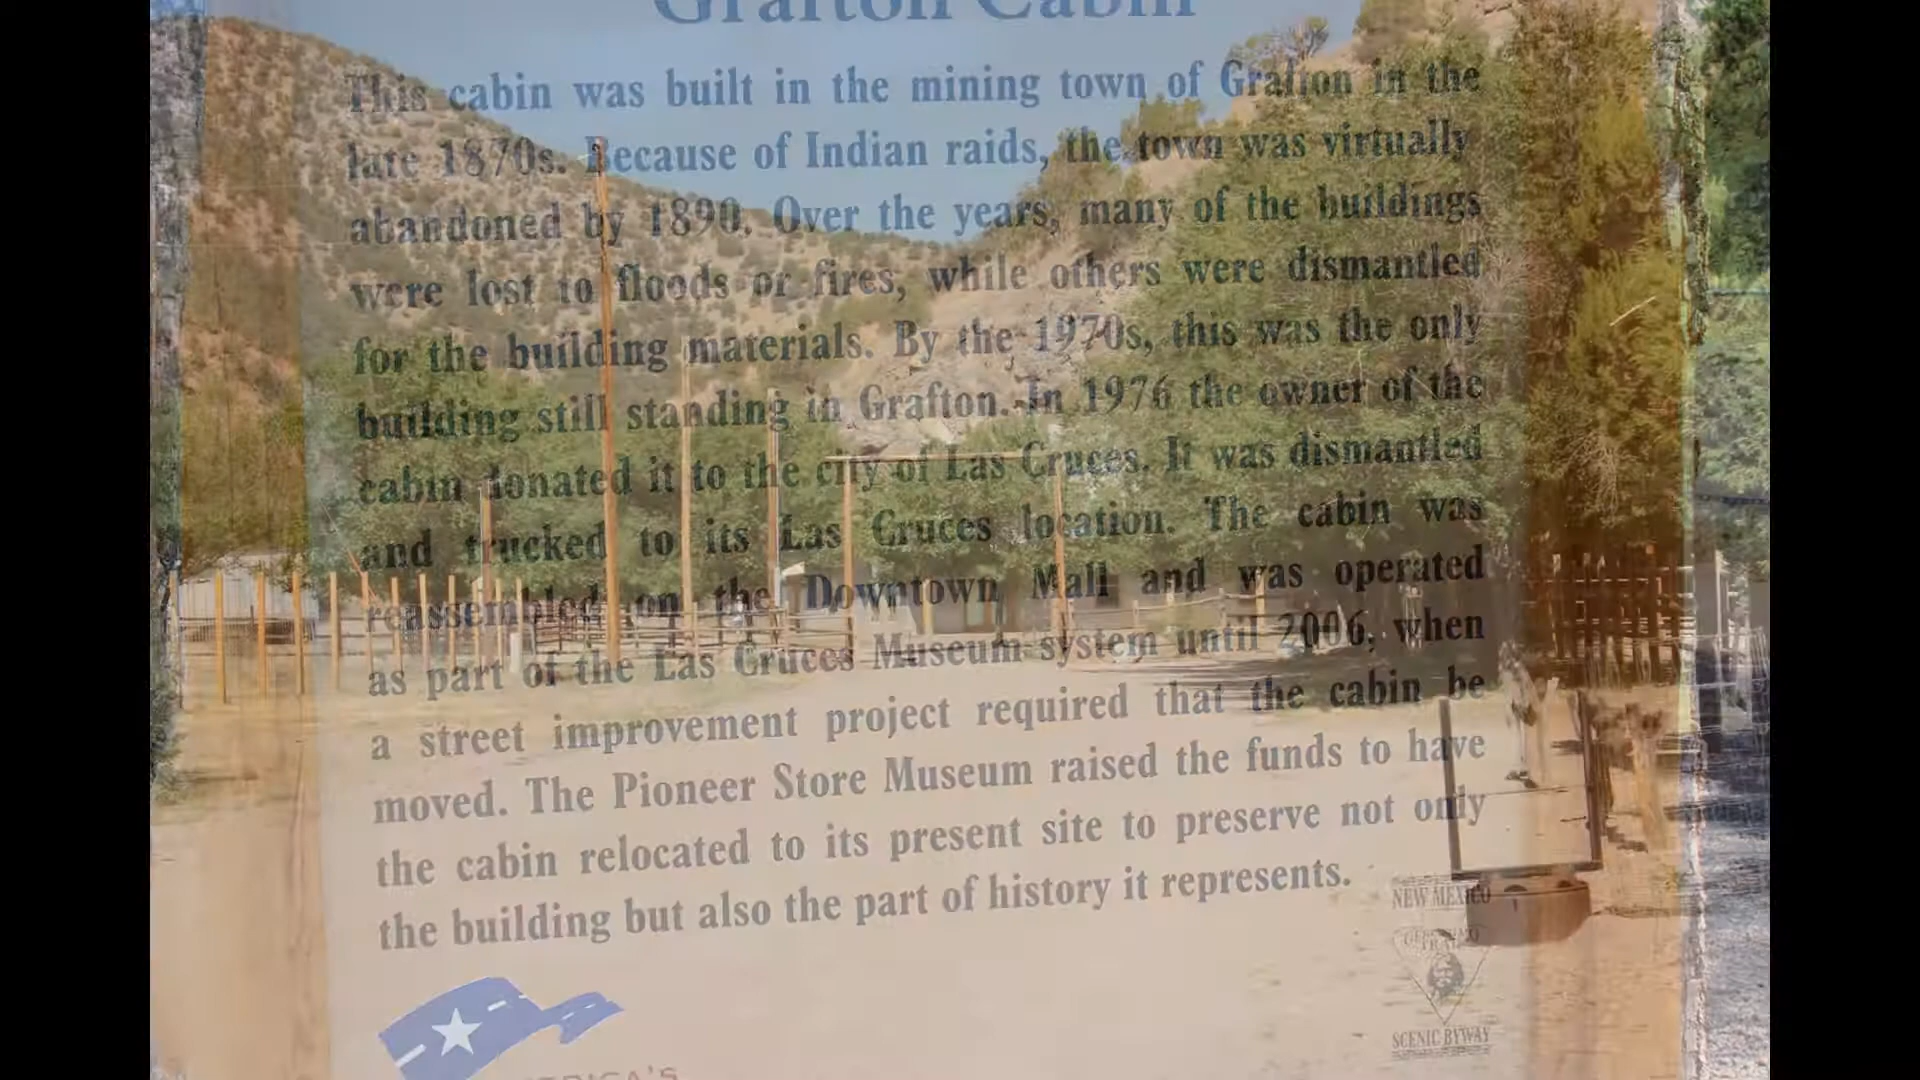 Grafton Cabin
This cabin was built in the mining town of Grafton in the
late 1870s. Because of Indian raids, the town was virtually
abandoned by 1890. Over the years, many of the buildings
were lost to floods or fires, while others were dismantled
for the building materials. By the 1970s, this was the only
building still standing in Grafton. In 1976 the owner of the
cabin donated it to the city of Las Cruces. It was dismantled
and trucked to its Las Cruces location. The cabin was
reassembled on the Downtown Mall and was operated
as part of the Las Cruces Museum system until 2006, when
a street improvement project required that the cabin be
moved. The Pioneer Store Museum raised the funds to have
the cabin relocated to its present site to preserve not only
the building but also the part of history it represents.
NEW MEXICO
GERONIMO
TRAIL
SCENIC BYWAY